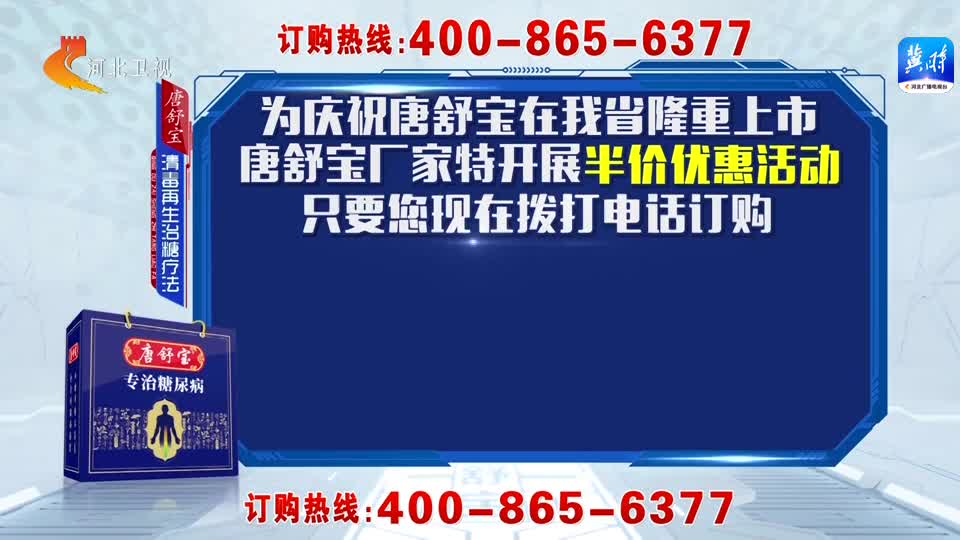 订购热线:400-865-6377
河北卫视
冀时
河北广播电视台
唐舒宝
清毒再生治糖疗法
为庆祝唐舒宝在我省隆重上市
唐舒宝厂家特开展半价优惠活动
只要您现在拨打电话订购
唐舒宝
专治糖尿病
订购热线:400-865-6377